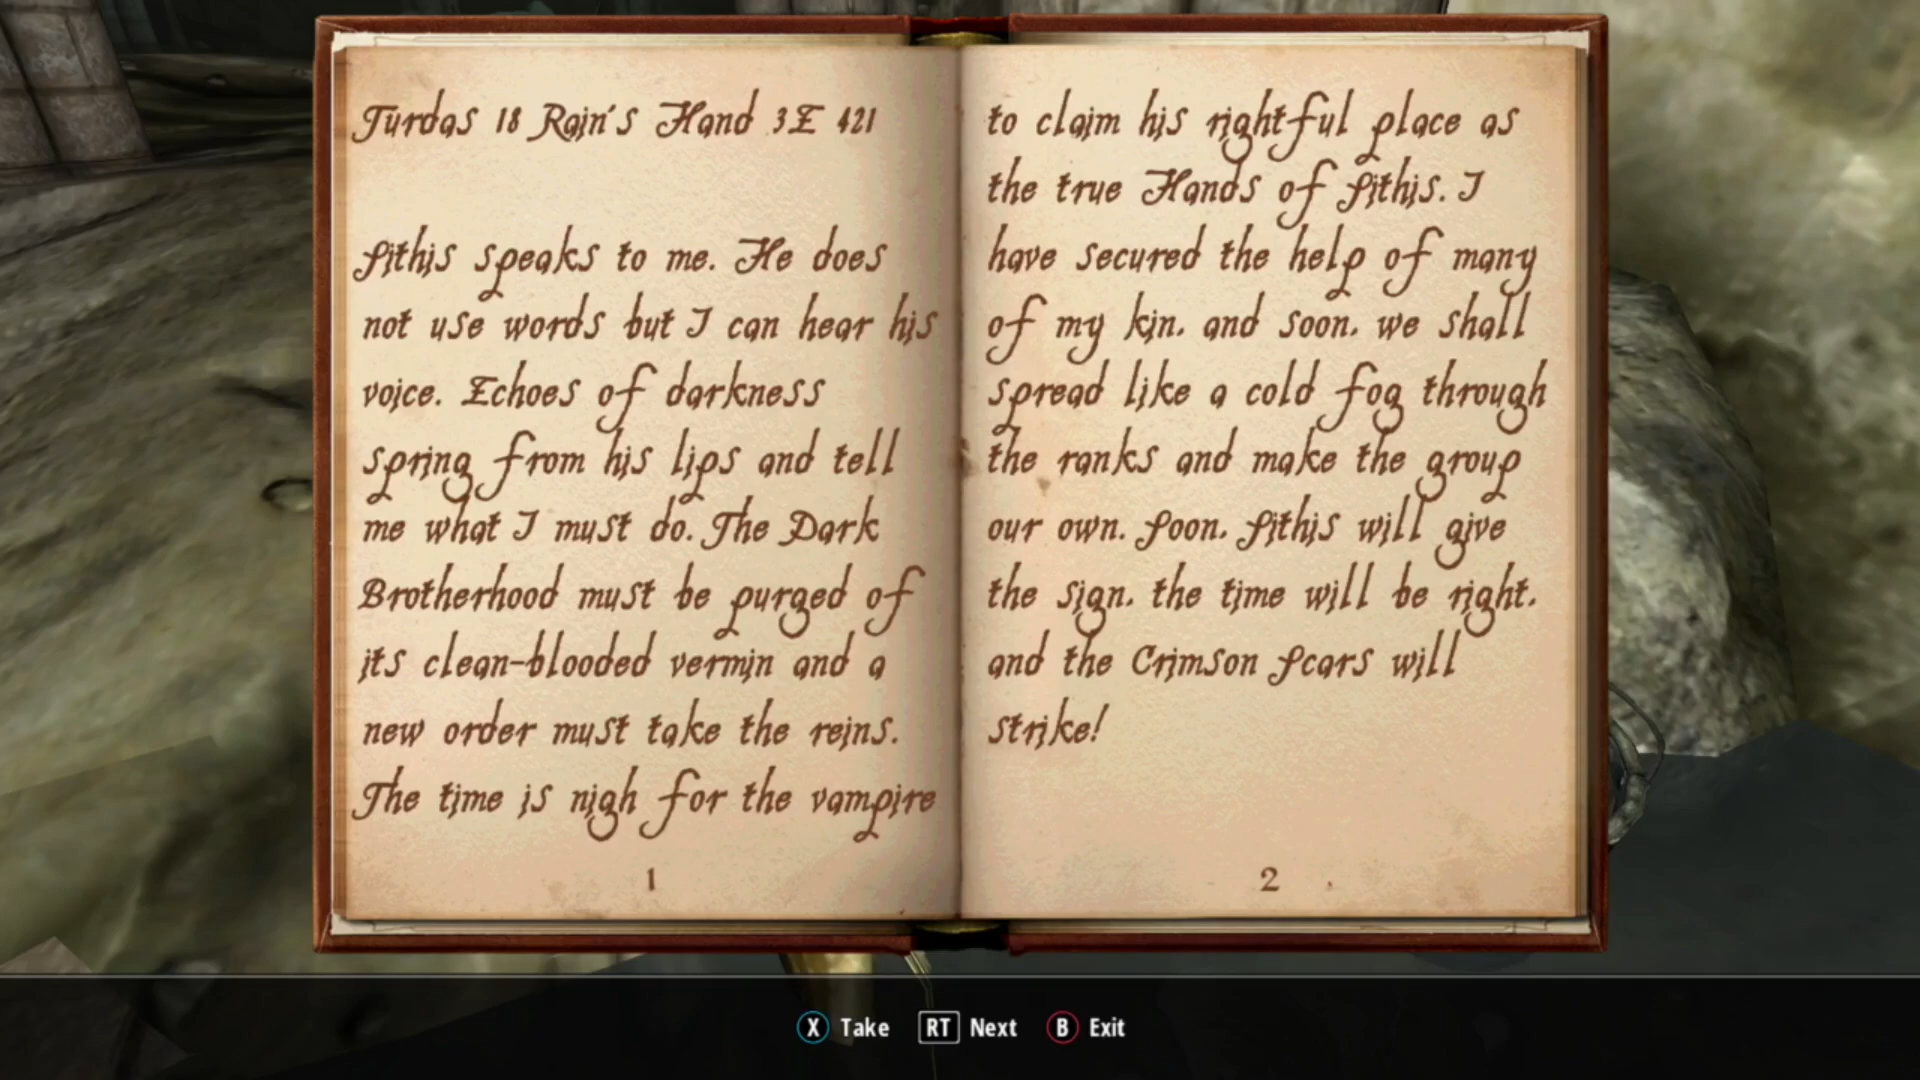 Turdas 18 Rain's Hand 3E 421
Sithis speaks to me. He does
not use words but I can hear his
voice. Echoes of darkness
spring from his lips and tell
me what I must do. The Dark
Brotherhood must be purged of
its clean-blooded vermin and a
new order must take the reins.
The time is nigh for the vampire
1
to claim his rightful place as
the true Hands of Sithis. I
have secured the help of many
of my kin, and soon, we shall
spread like a cold fog through
the ranks and make the group
our own. Soon, Sithis will give
the sign, the time will be right,
and the Crimson Scars will
strike!
2
X Take RT Next B Exit